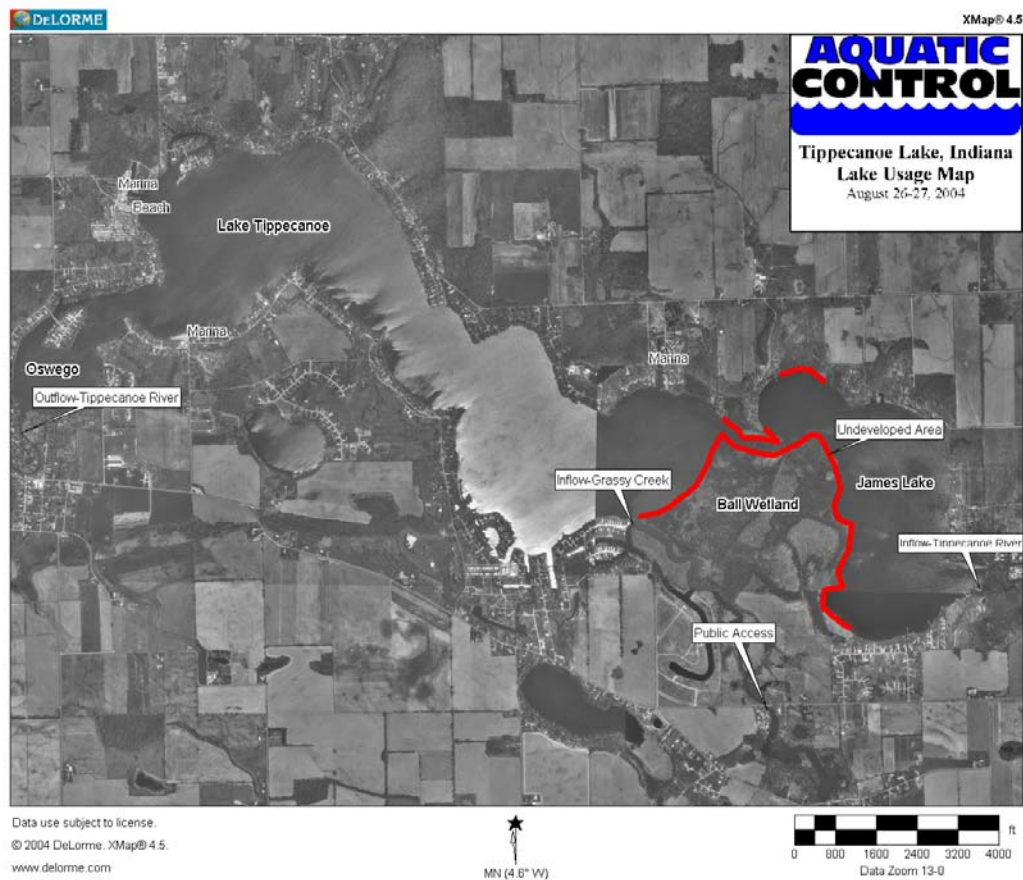 DELORME
XMap® 4.5
AQUATIC
CONTROL
Tippecanoe Lake, Indiana
Lake Usage Map
August 26-27, 2004
Marina
Beach
Lake Tippecanoe
Marina
Oswego
Outflow-Tippecanoe River
Marina
Undeveloped Area
Inflow-Grassy Creek
James Lake
Ball Wetland
Inflow-Tippecanoe River
Public Access
Data use subject to license.
© 2004 DeLorme. XMap® 4.5.
www.delorme.com
MN (4.6° W)
ft
0 800 1600 2400 3200 4000
Data Zoom 13-0